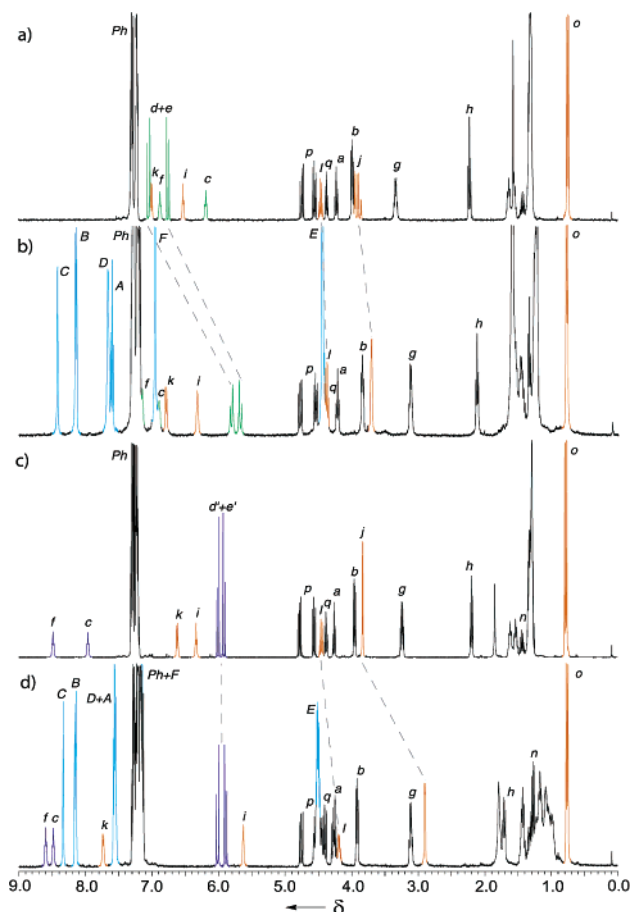 a)
Ph
d+e
k
f
i
c
p
l
q
a
b
j
g
h
o
b)
C
B
D
A
Ph
F
f
c
k
i
E
p
l
q
a
b
g
h
o
c)
Ph
f
c
k
i
d'+e'
p
l
q
a
b
j
g
h
n
o
d)
f
c
C
B
k
D+A
Ph+F
i
E
p
q
a
l
b
g
h
n
o
9.0 8.0 7.0 6.0 5.0 4.0 3.0 2.0 1.0 0.0
← δ